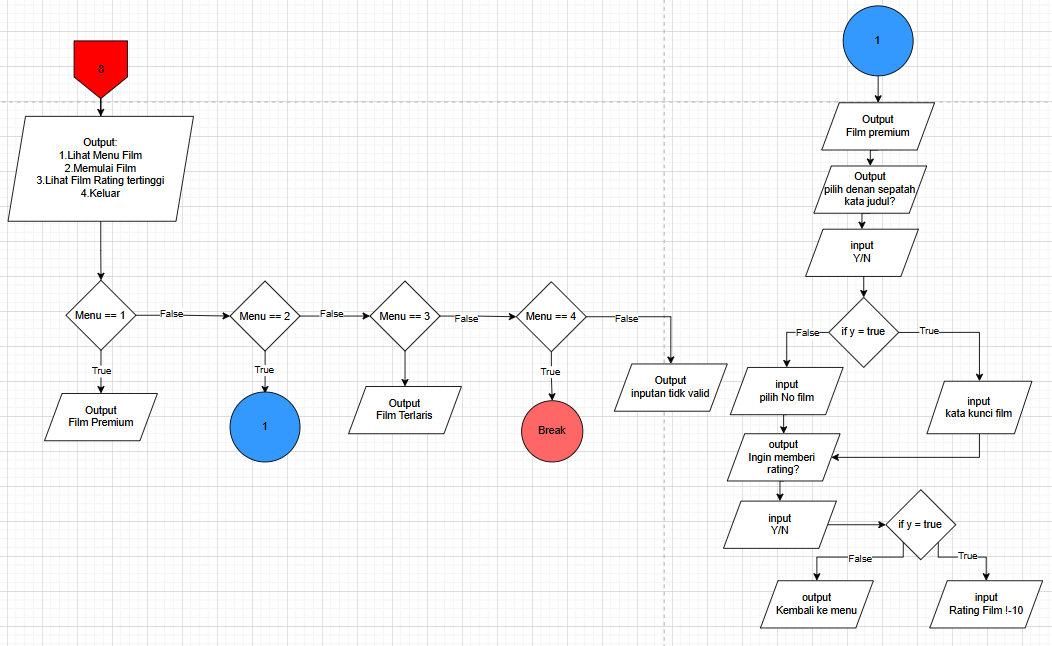 8
Output:
1.Lihat Menu Film
2.Memulai Film
3.Lihat Film Rating tertinggi
4.Keluar
Menu == 1
False
Menu == 2
False
Menu == 3
False
Menu == 4
False
True
True
True
Output
Film Premium
1
Output
Film Terlaris
Break
Output
inputan tidk valid
1
Output
Film premium
Output
pilih denan sepatah
kata judul?
input
Y/N
if y = true
False
True
input
pilih No film
input
kata kunci film
output
Ingin memberi
rating?
input
Y/N
if y = true
False
True
output
Kembali ke menu
input
Rating Film !-10